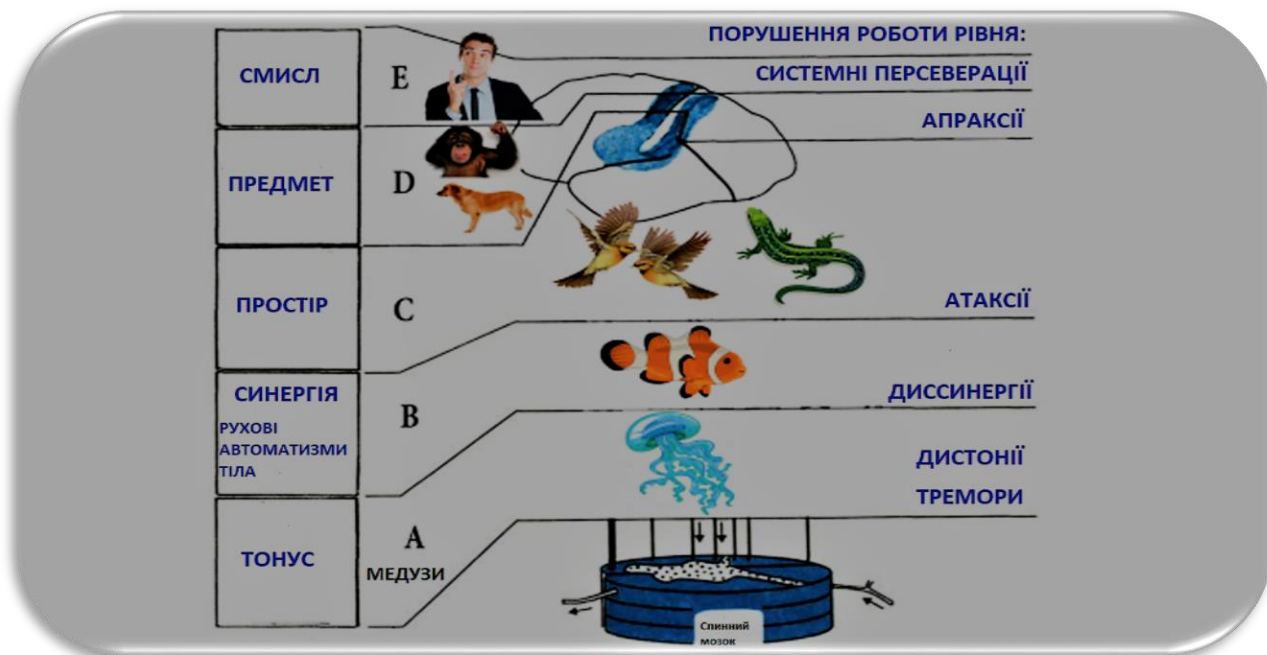 ПОРУШЕННЯ РОБОТИ РІВНЯ:
СМИСЛ
E
СИСТЕМНІ ПЕРСЕВЕРАЦІЇ
АПРАКСІЇ
ПРЕДМЕТ
D
ПРОСТІР
C
АТАКСІЇ
СИНЕРГІЯ
РУХОВІ
АВТОМАТИЗМИ
ТІЛА
B
ДИССИНЕРГІЇ
ДИСТОНІЇ
ТРЕМОРИ
ТОНУС
A
МЕДУЗИ
Спинний
мозок